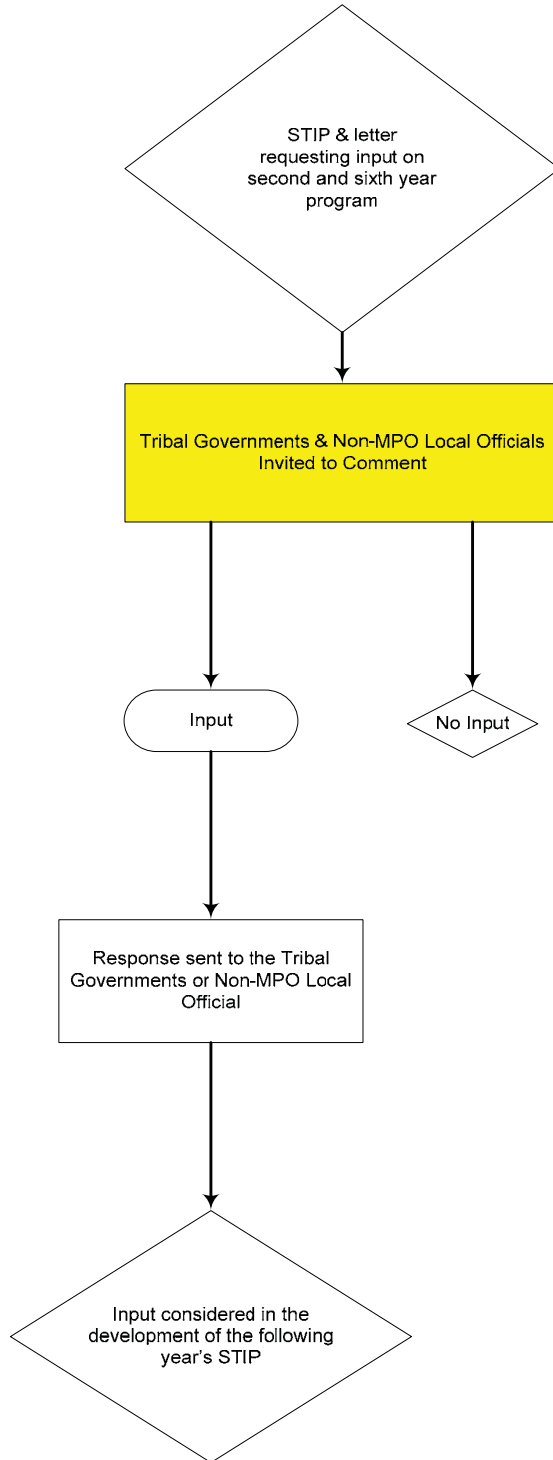 STIP & letter
requesting input on
second and sixth year
program
Tribal Governments & Non-MPO Local Officials
Invited to Comment
Input
No Input
Response sent to the Tribal
Governments or Non-MPO Local
Official
Input considered in the
development of the following
year's STIP